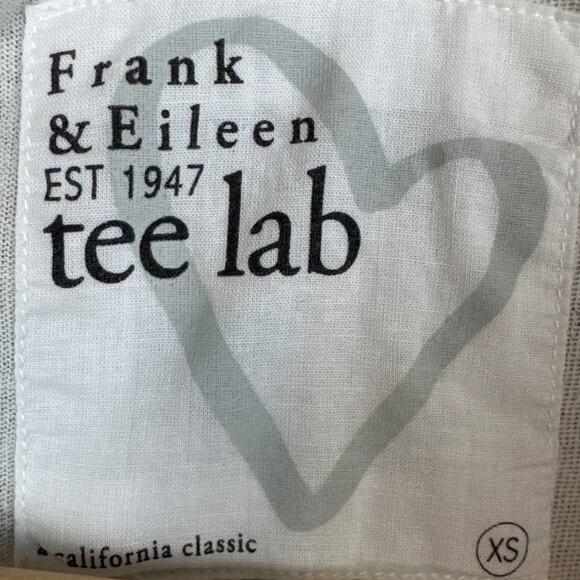 Frank
& Eileen
EST 1947
tee lab
california classic
XS